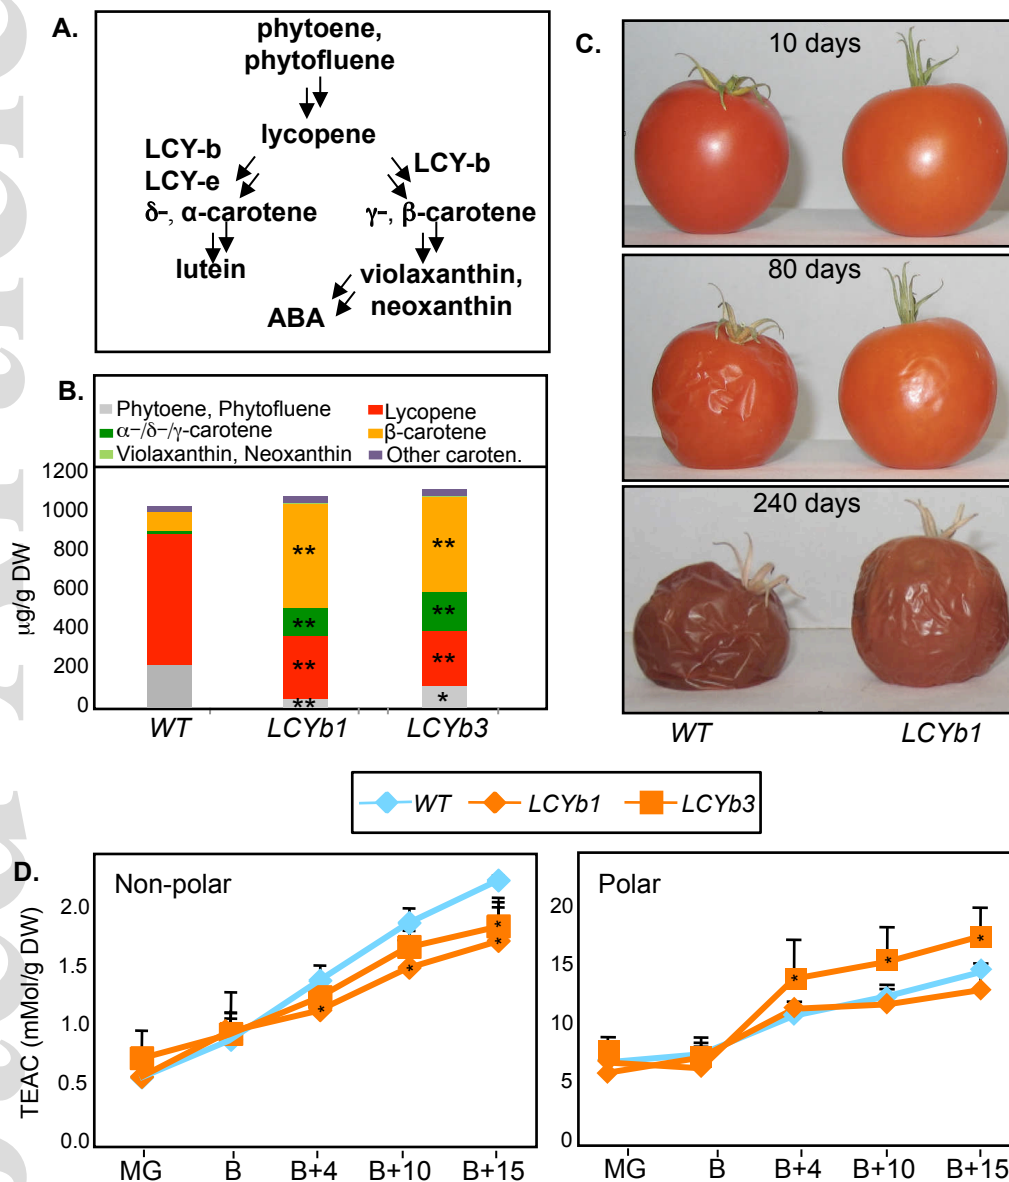 A.
phytoene,
phytofluene
lycopene
LCY-b
LCY-e
LCY-b
δ-, α-carotene
γ-, β-carotene
lutein
violaxanthin,
neoxanthin
ABA
B.
Phytoene, Phytofluene
Lycopene
α-/δ-/γ-carotene
β-carotene
Violaxanthin, Neoxanthin
Other caroten.
µg/g DW
1200
1000
800
600
400
200
0
**
**
**
**
**
**
**
*
WT
LCYb1
LCYb3
C.
10 days
80 days
240 days
WT
LCYb1
WT
LCYb1
LCYb3
D.
Non-polar
TEAC (mMol/g DW)
2.0
1.5
1.0
0.5
0.0
*
*
*
*
MG
B
B+4
B+10
B+15
Polar
20
15
10
5
0
*
*
*
MG
B
B+4
B+10
B+15